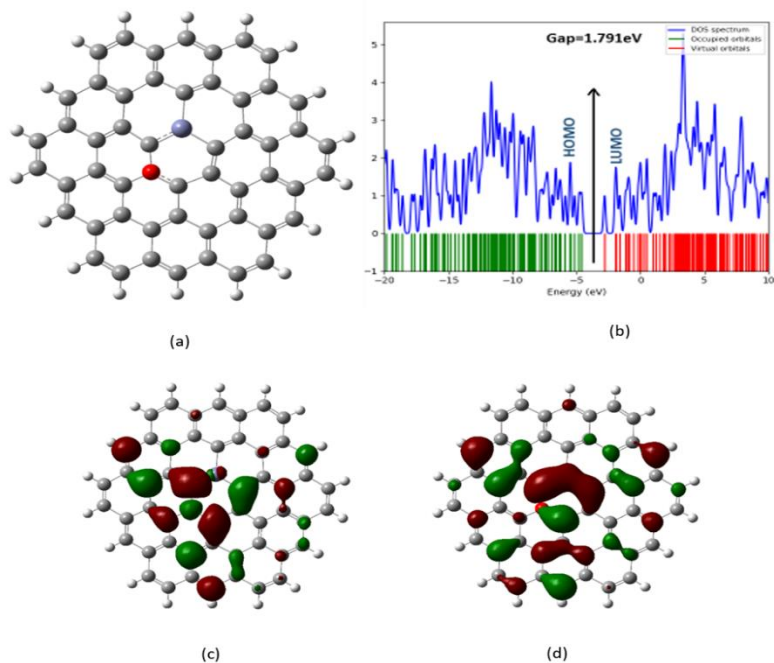 Gap=1.791eV
DOS spectrum
Occupied orbitals
Virtual orbitals
HOMO
LUMO
5
4
3
2
1
0
−1
−20
−15
−10
−5
0
5
10
Energy (eV)
(a)
(b)
(c)
(d)